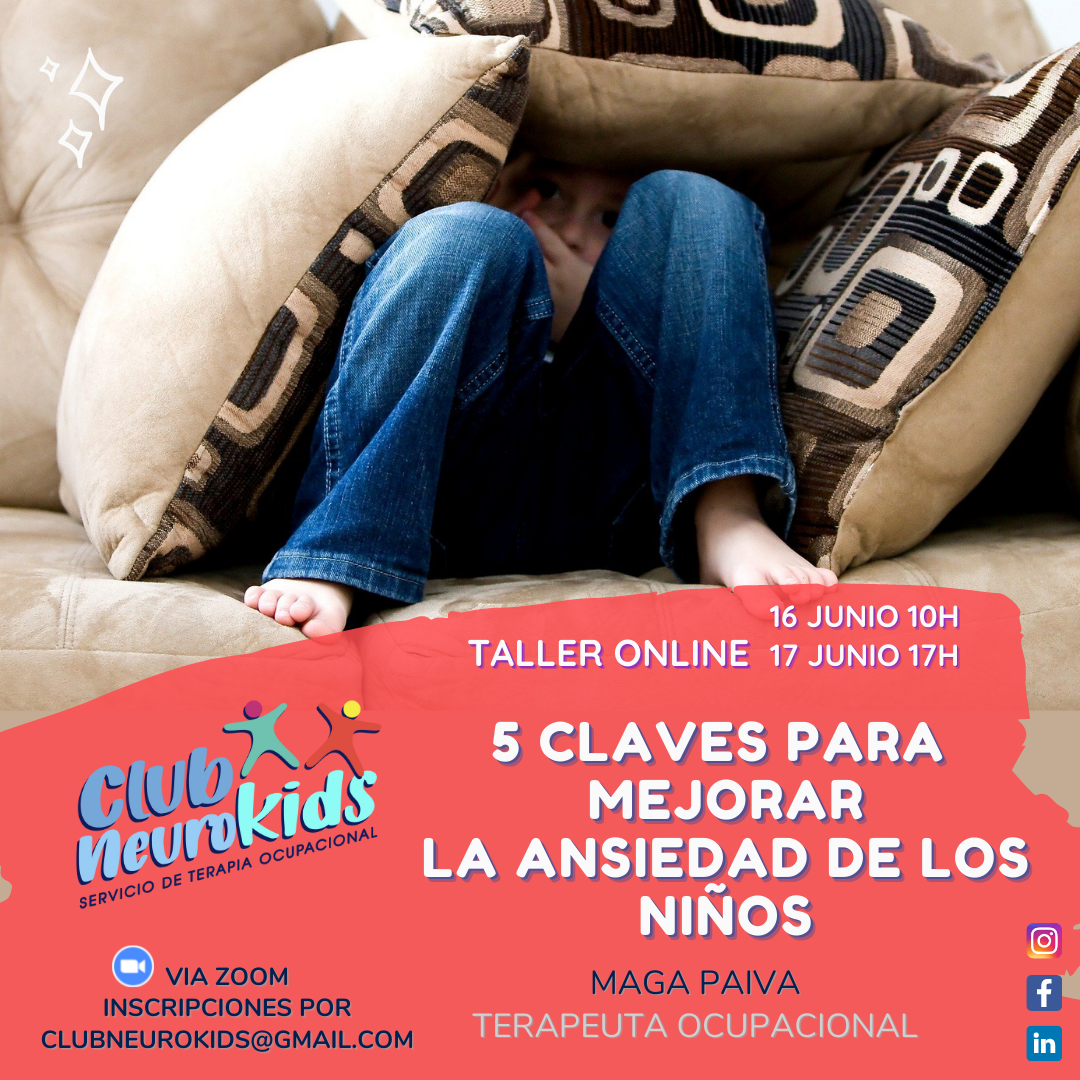 16 JUNIO 10H
TALLER ONLINE 17 JUNIO 17H
Club
NeuroKids
SERVICIO DE TERAPIA OCUPACIONAL
5 CLAVES PARA
MEJORAR
LA ANSIEDAD DE LOS
NIÑOS
VIA ZOOM
INSCRIPCIONES POR
CLUBNEUROKIDS@GMAIL.COM
MAGA PAIVA
TERAPEUTA OCUPACIONAL